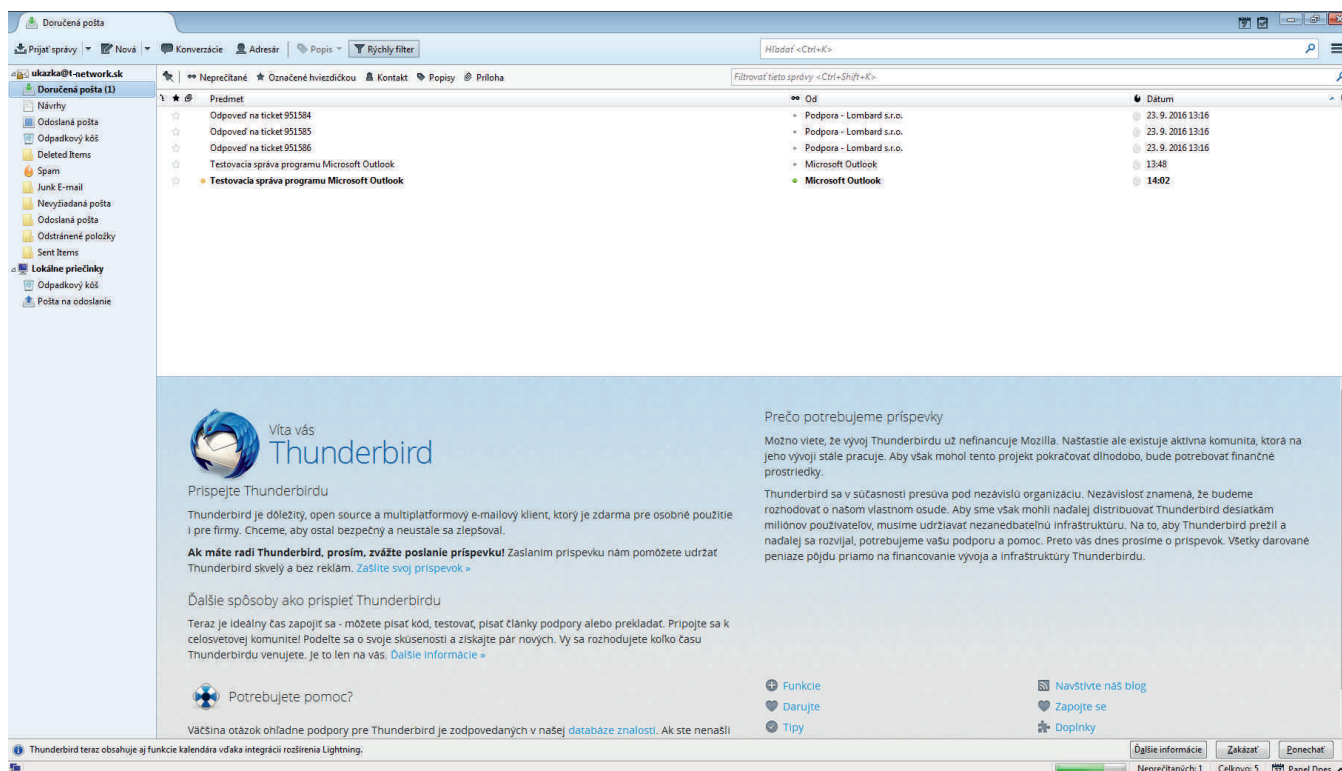 Doručená pošta
Prijať správy Nová Konverzácie Adresár Popis Rýchly filter Hľadať <Ctrl+K>
ukazka@t-network.sk
Doručená pošta (1)
Návrhy
Odoslaná pošta
Odpadkový kôš
Deleted Items
Spam
Junk E-mail
Nevyžiadaná pošta
Odoslaná pošta
Odstránené položky
Sent Items
Lokálne priečinky
Odpadkový kôš
Pošta na odoslanie
Neprečítané Označené hviezdičkou Kontakt Popisy Príloha Filtrovať tieto správy <Ctrl+Shift+K>
Predmet Od Dátum
Odpoveď na ticket 951584 Podpora - Lombard s.r.o. 23. 9. 2016 13:16
Odpoveď na ticket 951585 Podpora - Lombard s.r.o. 23. 9. 2016 13:16
Odpoveď na ticket 951586 Podpora - Lombard s.r.o. 23. 9. 2016 13:16
Testovacia správa programu Microsoft Outlook Microsoft Outlook 13:48
Testovacia správa programu Microsoft Outlook Microsoft Outlook 14:02
Víta vás
Thunderbird
Prispejte Thunderbirdu
Thunderbird je dôležitý, open source a multiplatformový e-mailový klient, ktorý je zdarma pre osobné použitie
i pre firmy. Chceme, aby ostal bezpečný a neustále sa zlepšoval.
Ak máte radi Thunderbird, prosím, zvážte poslanie príspevku! Zaslaním príspevku nám pomôžete udržať
Thunderbird skvelý a bez reklám. Zašlite svoj príspevok »
Ďalšie spôsoby ako prispieť Thunderbirdu
Teraz je ideálny čas zapojiť sa - môžete písať kód, testovať, písať články podpory alebo prekladať. Pripojte sa k
celosvetovej komunite! Podeľte sa o svoje skúsenosti a získajte pár nových. Vy sa rozhodujete koľko času
Thunderbirdu venujete. Je to len na vás. Ďalšie informácie »
Potrebujete pomoc?
Väčšina otázok ohľadne podpory pre Thunderbird je zodpovedaných v našej databáze znalostí. Ak ste nenašli
Prečo potrebujeme príspevky
Možno viete, že vývoj Thunderbirdu už nefinancuje Mozilla. Našťastie ale existuje aktívna komunita, ktorá na
jeho vývoji stále pracuje. Aby však mohol tento projekt pokračovať dlhodobo, bude potrebovať finančné
prostriedky.
Thunderbird sa v súčasnosti presúva pod nezávislú organizáciu. Nezávislosť znamená, že budeme
rozhodovať o našom vlastnom osude. Aby sme však mohli naďalej distribuovať Thunderbird desiatkám
miliónov používateľov, musíme udržiavať nezanedbateľnú infraštruktúru. Na to, aby Thunderbird prežil a
naďalej sa rozvíjal, potrebujeme vašu podporu a pomoc. Preto vás dnes prosíme o príspevok. Všetky darované
peniaze pôjdu priamo na financovanie vývoja a infraštruktúry Thunderbirdu.
Funkcie Navštívte náš blog
Darujte Zapojte se
Tipy Doplnky
Thunderbird teraz obsahuje aj funkcie kalendára vďaka integrácii rozšírenia Lightning. Ďalšie informácie Zakázať Ponechať
Neprečítaných: 1 Celkovo: 5 Panel Dnes